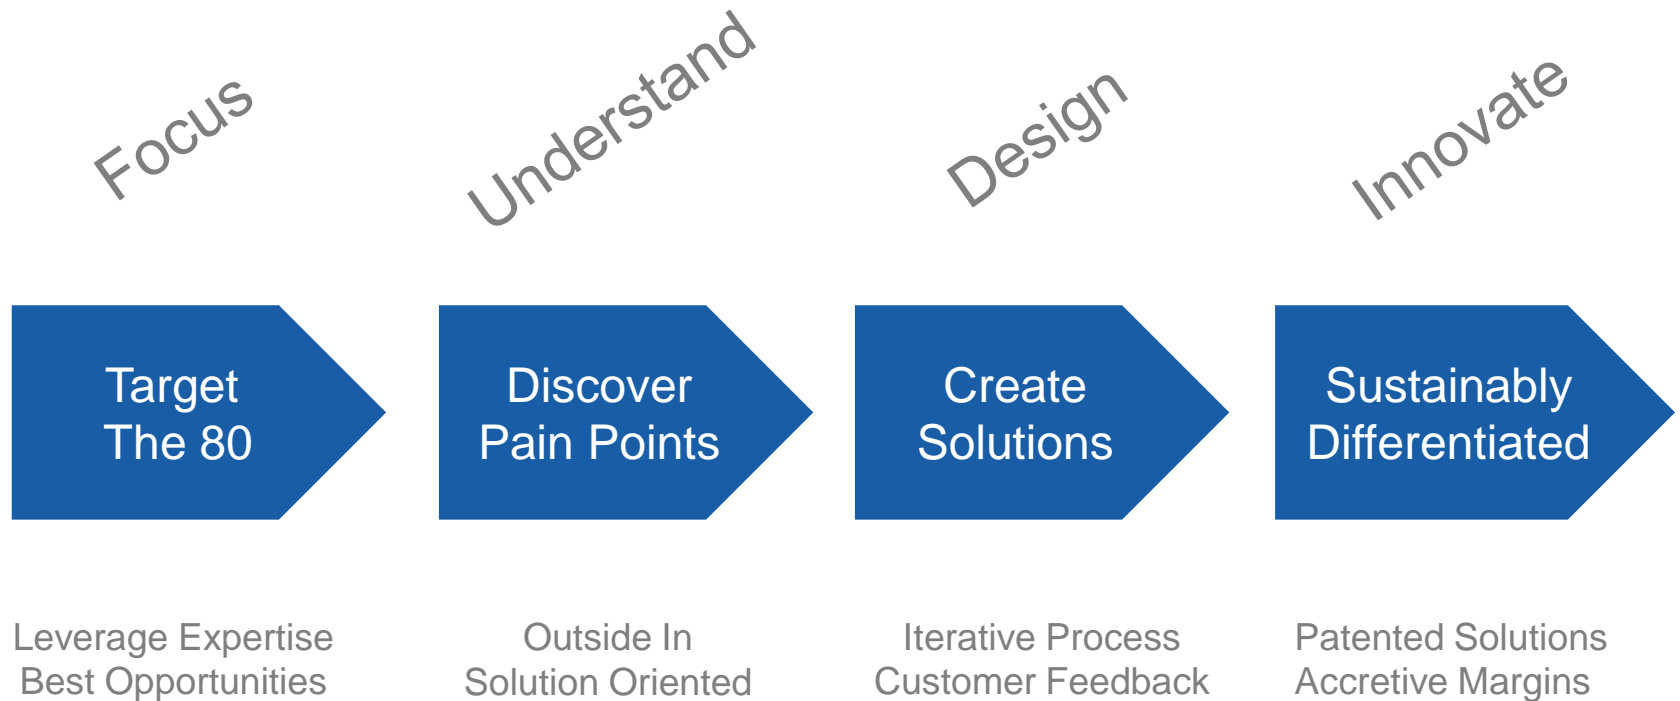 Focus
Understand
Design
Innovate
Target
The 80
Discover
Pain Points
Create
Solutions
Sustainably
Differentiated
Leverage Expertise
Best Opportunities
Outside In
Solution Oriented
Iterative Process
Customer Feedback
Patented Solutions
Accretive Margins